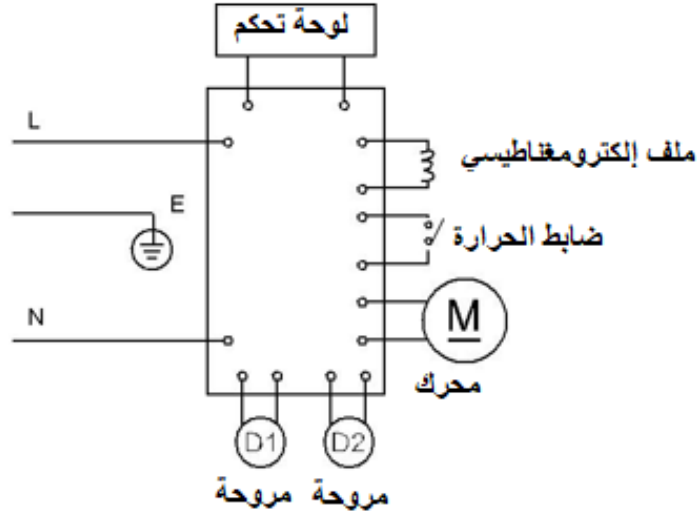 لوحة تحكم
L
ملف إلكترومغناطيسي
E
ضابط الحرارة
N
M
محرك
D1 D2
مروحة مروحة